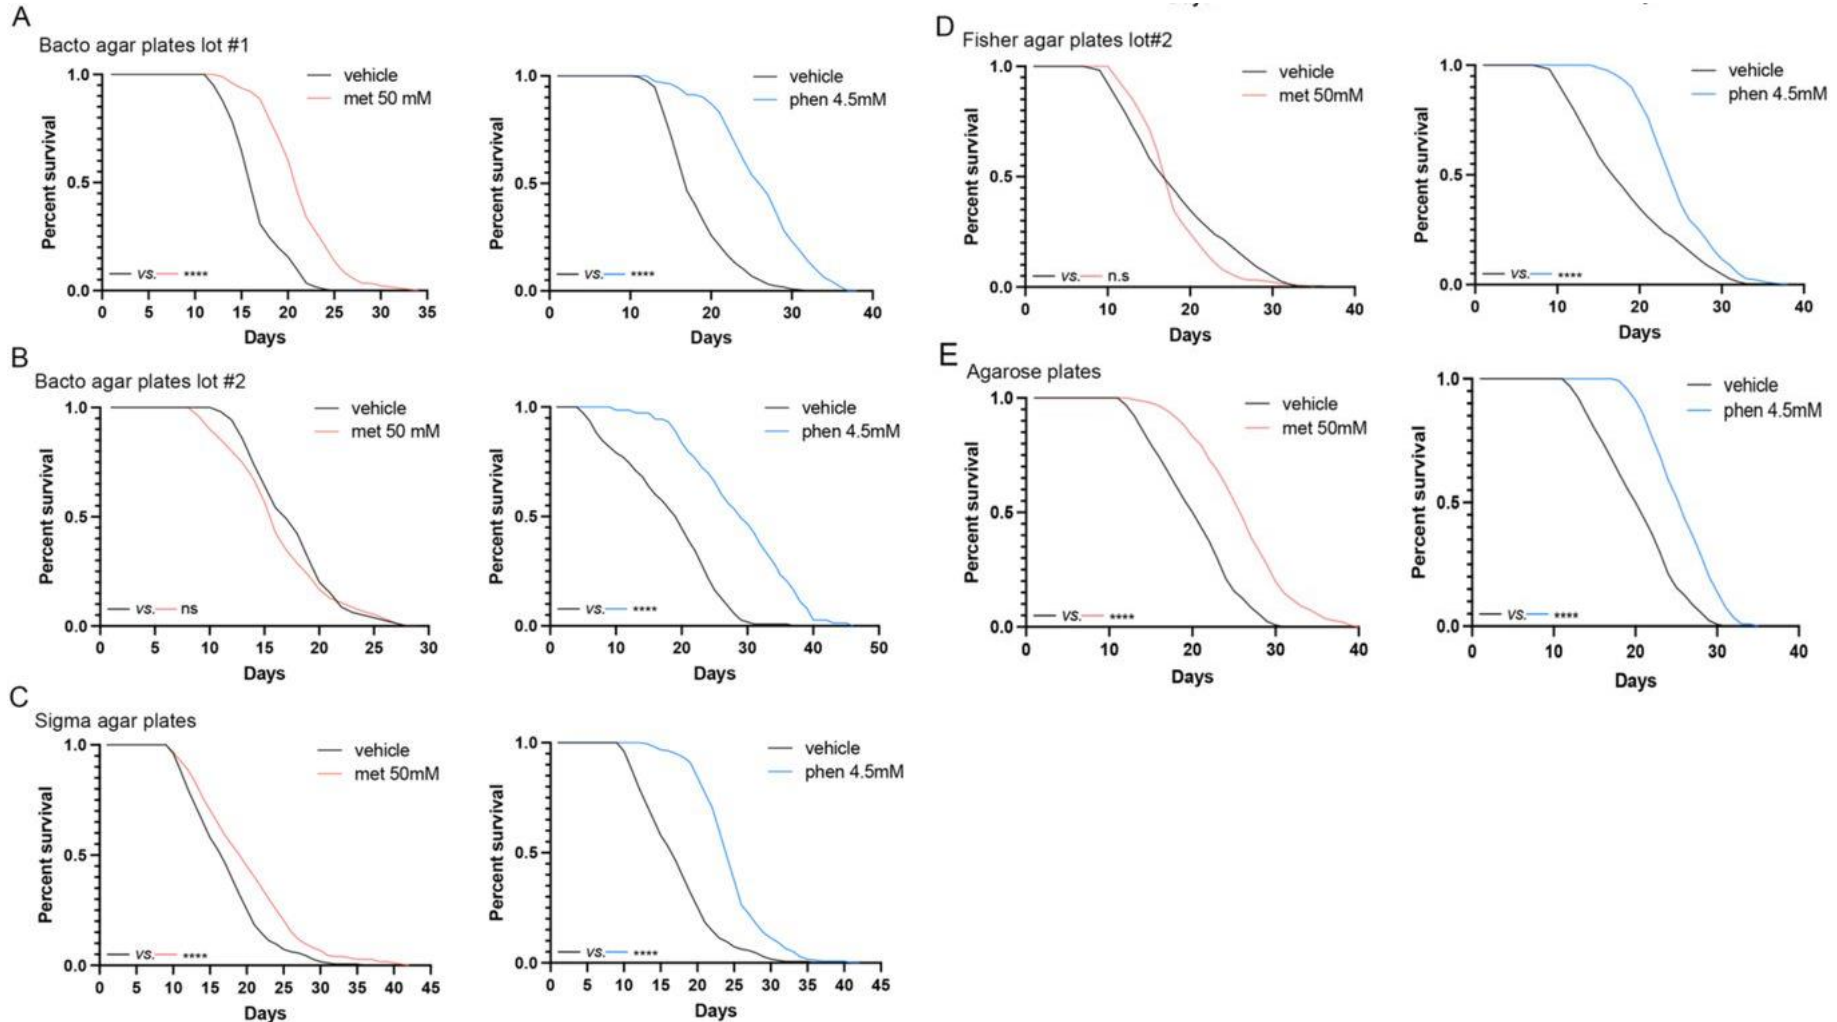 A
Bacto agar plates lot #1
vehicle
met 50 mM
Percent survival
1.0
0.5
0.0
vs. ****
0 5 10 15 20 25 30 35
Days
vehicle
phen 4.5mM
Percent survival
1.0
0.5
0.0
vs. ****
0 10 20 30 40
Days
B
Bacto agar plates lot #2
vehicle
met 50 mM
Percent survival
1.0
0.5
0.0
vs. ns
0 5 10 15 20 25 30
Days
vehicle
phen 4.5mM
Percent survival
1.0
0.5
0.0
vs. ****
0 10 20 30 40 50
Days
C
Sigma agar plates
vehicle
met 50mM
Percent survival
1.0
0.5
0.0
vs. ****
0 5 10 15 20 25 30 35 40 45
Days
vehicle
phen 4.5mM
Percent survival
1.0
0.5
0.0
vs. ****
0 5 10 15 20 25 30 35 40 45
Days
D
Fisher agar plates lot#2
vehicle
met 50mM
Percent survival
1.0
0.5
0.0
vs. n.s
0 10 20 30 40
Days
vehicle
phen 4.5mM
Percent survival
1.0
0.5
0.0
vs. ****
0 10 20 30 40
Days
E
Agarose plates
vehicle
met 50mM
Percent survival
1.0
0.5
0.0
vs. ****
0 10 20 30 40
Days
vehicle
phen 4.5mM
Percent survival
1.0
0.5
0.0
vs. ****
0 10 20 30 40
Days